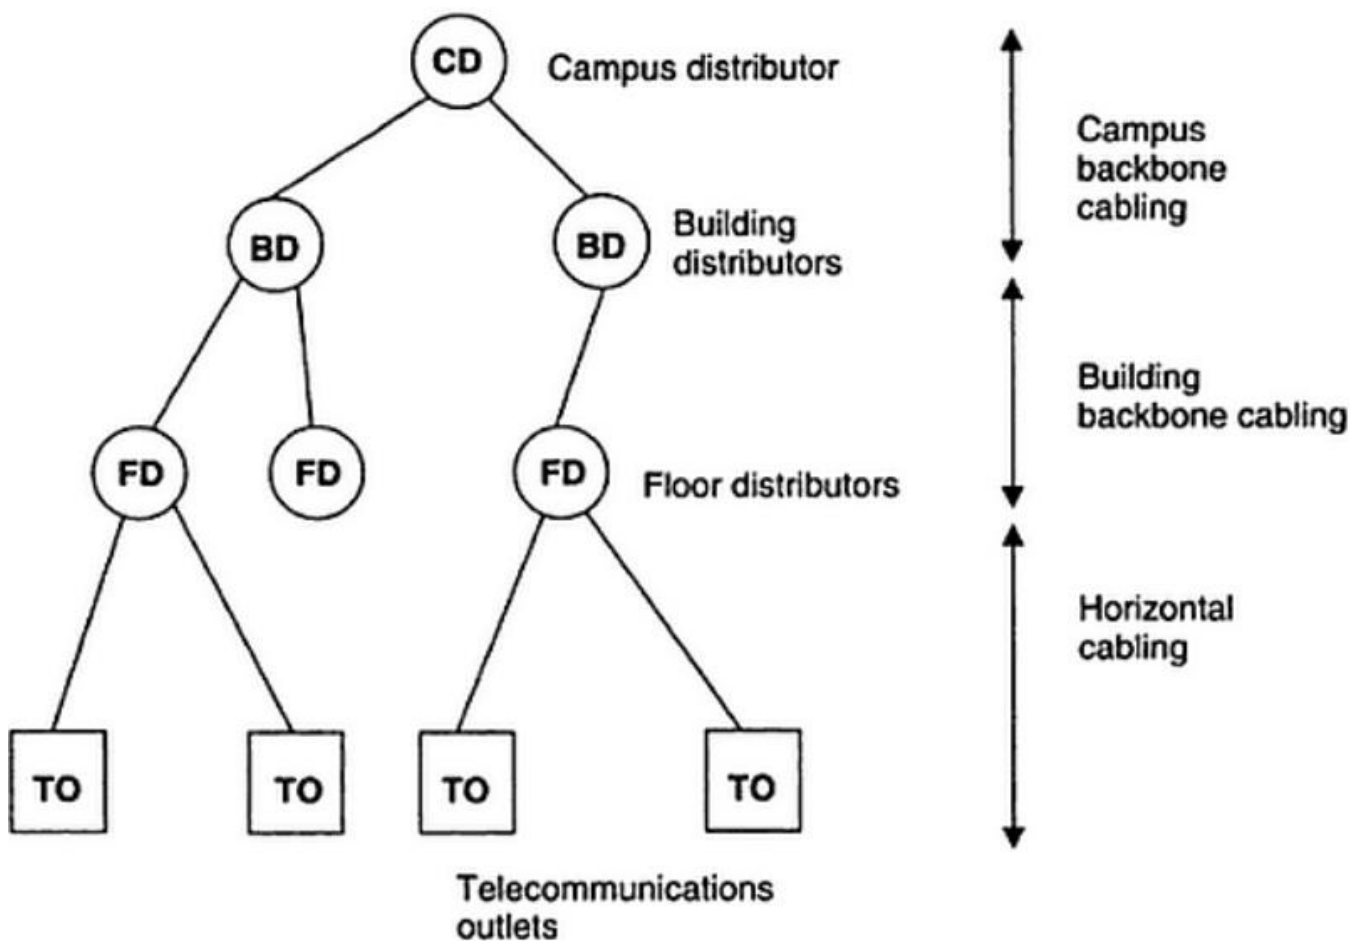 CD
Campus distributor
Campus
backbone
cabling
BD
BD
Building
distributors
Building
backbone cabling
FD
FD
FD
Floor distributors
Horizontal
cabling
TO
TO
TO
TO
Telecommunications
outlets